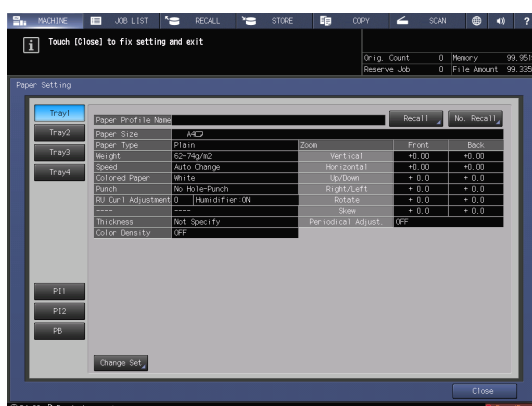 MACHINE JOB LIST RECALL STORE COPY SCAN ?
Touch [Close] to fix setting and exit
Orig. Count 0 Memory 99.951
Reserve Job 0 File Amount 99.335
Paper Setting
Tray1
Tray2
Tray3
Tray4
PI1
PI2
PB
Paper Profile Name Recall No. Recall
Paper Size A4
Paper Type Plain Zoom Front Back
Weight 62-74g/m2 Vertical +0.00 +0.00
Speed Auto Change Horizontal +0.00 +0.00
Colored Paper White Up/Down + 0.0 + 0.0
Punch No Hole-Punch Right/Left + 0.0 + 0.0
RU Curl Adjustment 0 Humidifier:ON Rotate + 0.0 + 0.0
---- ---- Skew + 0.0 + 0.0
Thickness Not Specify Periodical Adjust. OFF
Color Density OFF
Change Set
Close